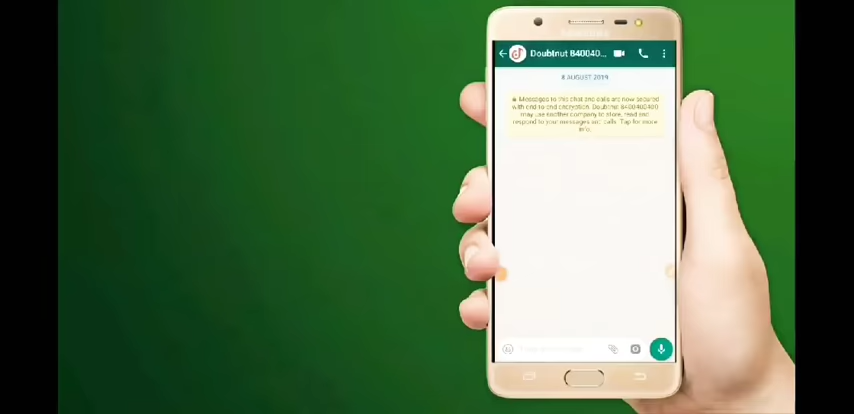 Doubtnut 840040...
8 AUGUST 2019
Messages to this chat and calls are now secured
with end-to-end encryption. Doubtnut 8400400400
may use another company to store, read and
respond to your messages and calls. Tap for more
info.